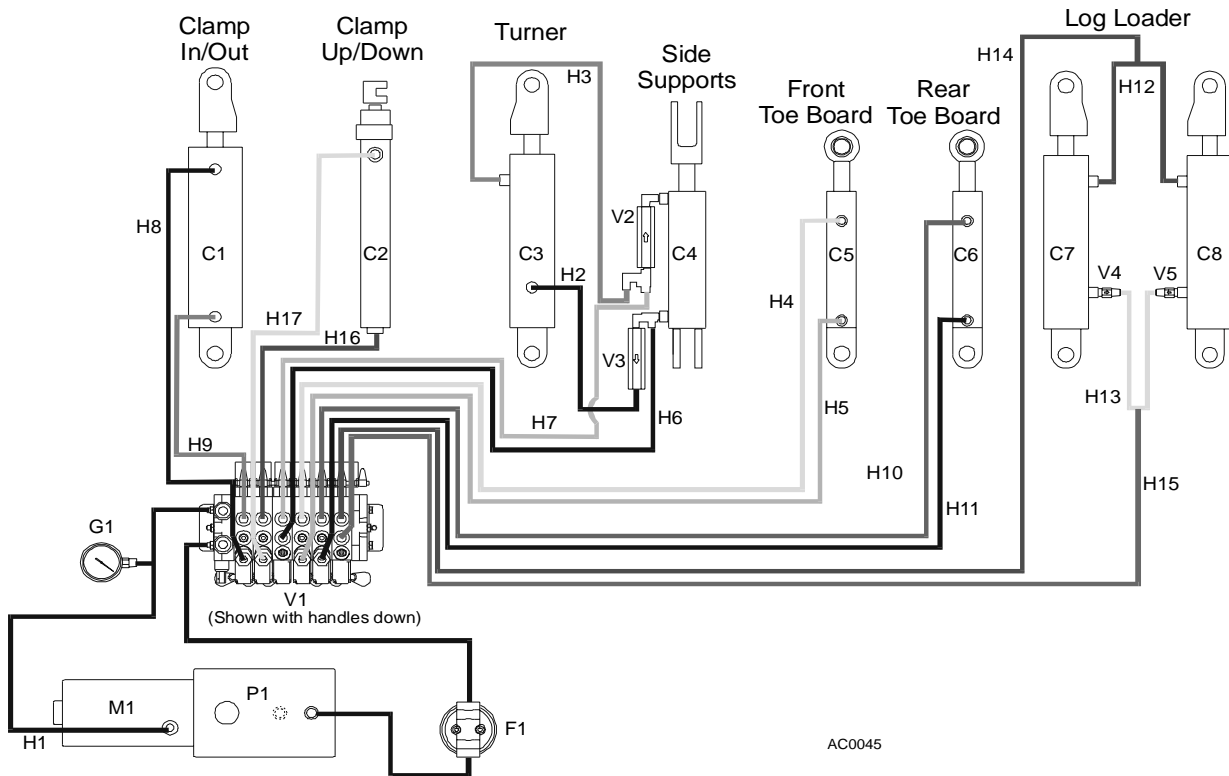 Clamp
In/Out
Clamp
Up/Down
Turner
Side
Supports
Front
Toe Board
Rear
Toe Board
Log Loader
H3
H14
H12
H8
C1
C2
C3
V2
C4
C5
C6
C7
C8
H2
H4
V4
V5
H17
H16
V3
H13
H7
H6
H5
H9
H10
H11
H15
G1
V1
(Shown with handles down)
M1
P1
F1
H1
AC0045